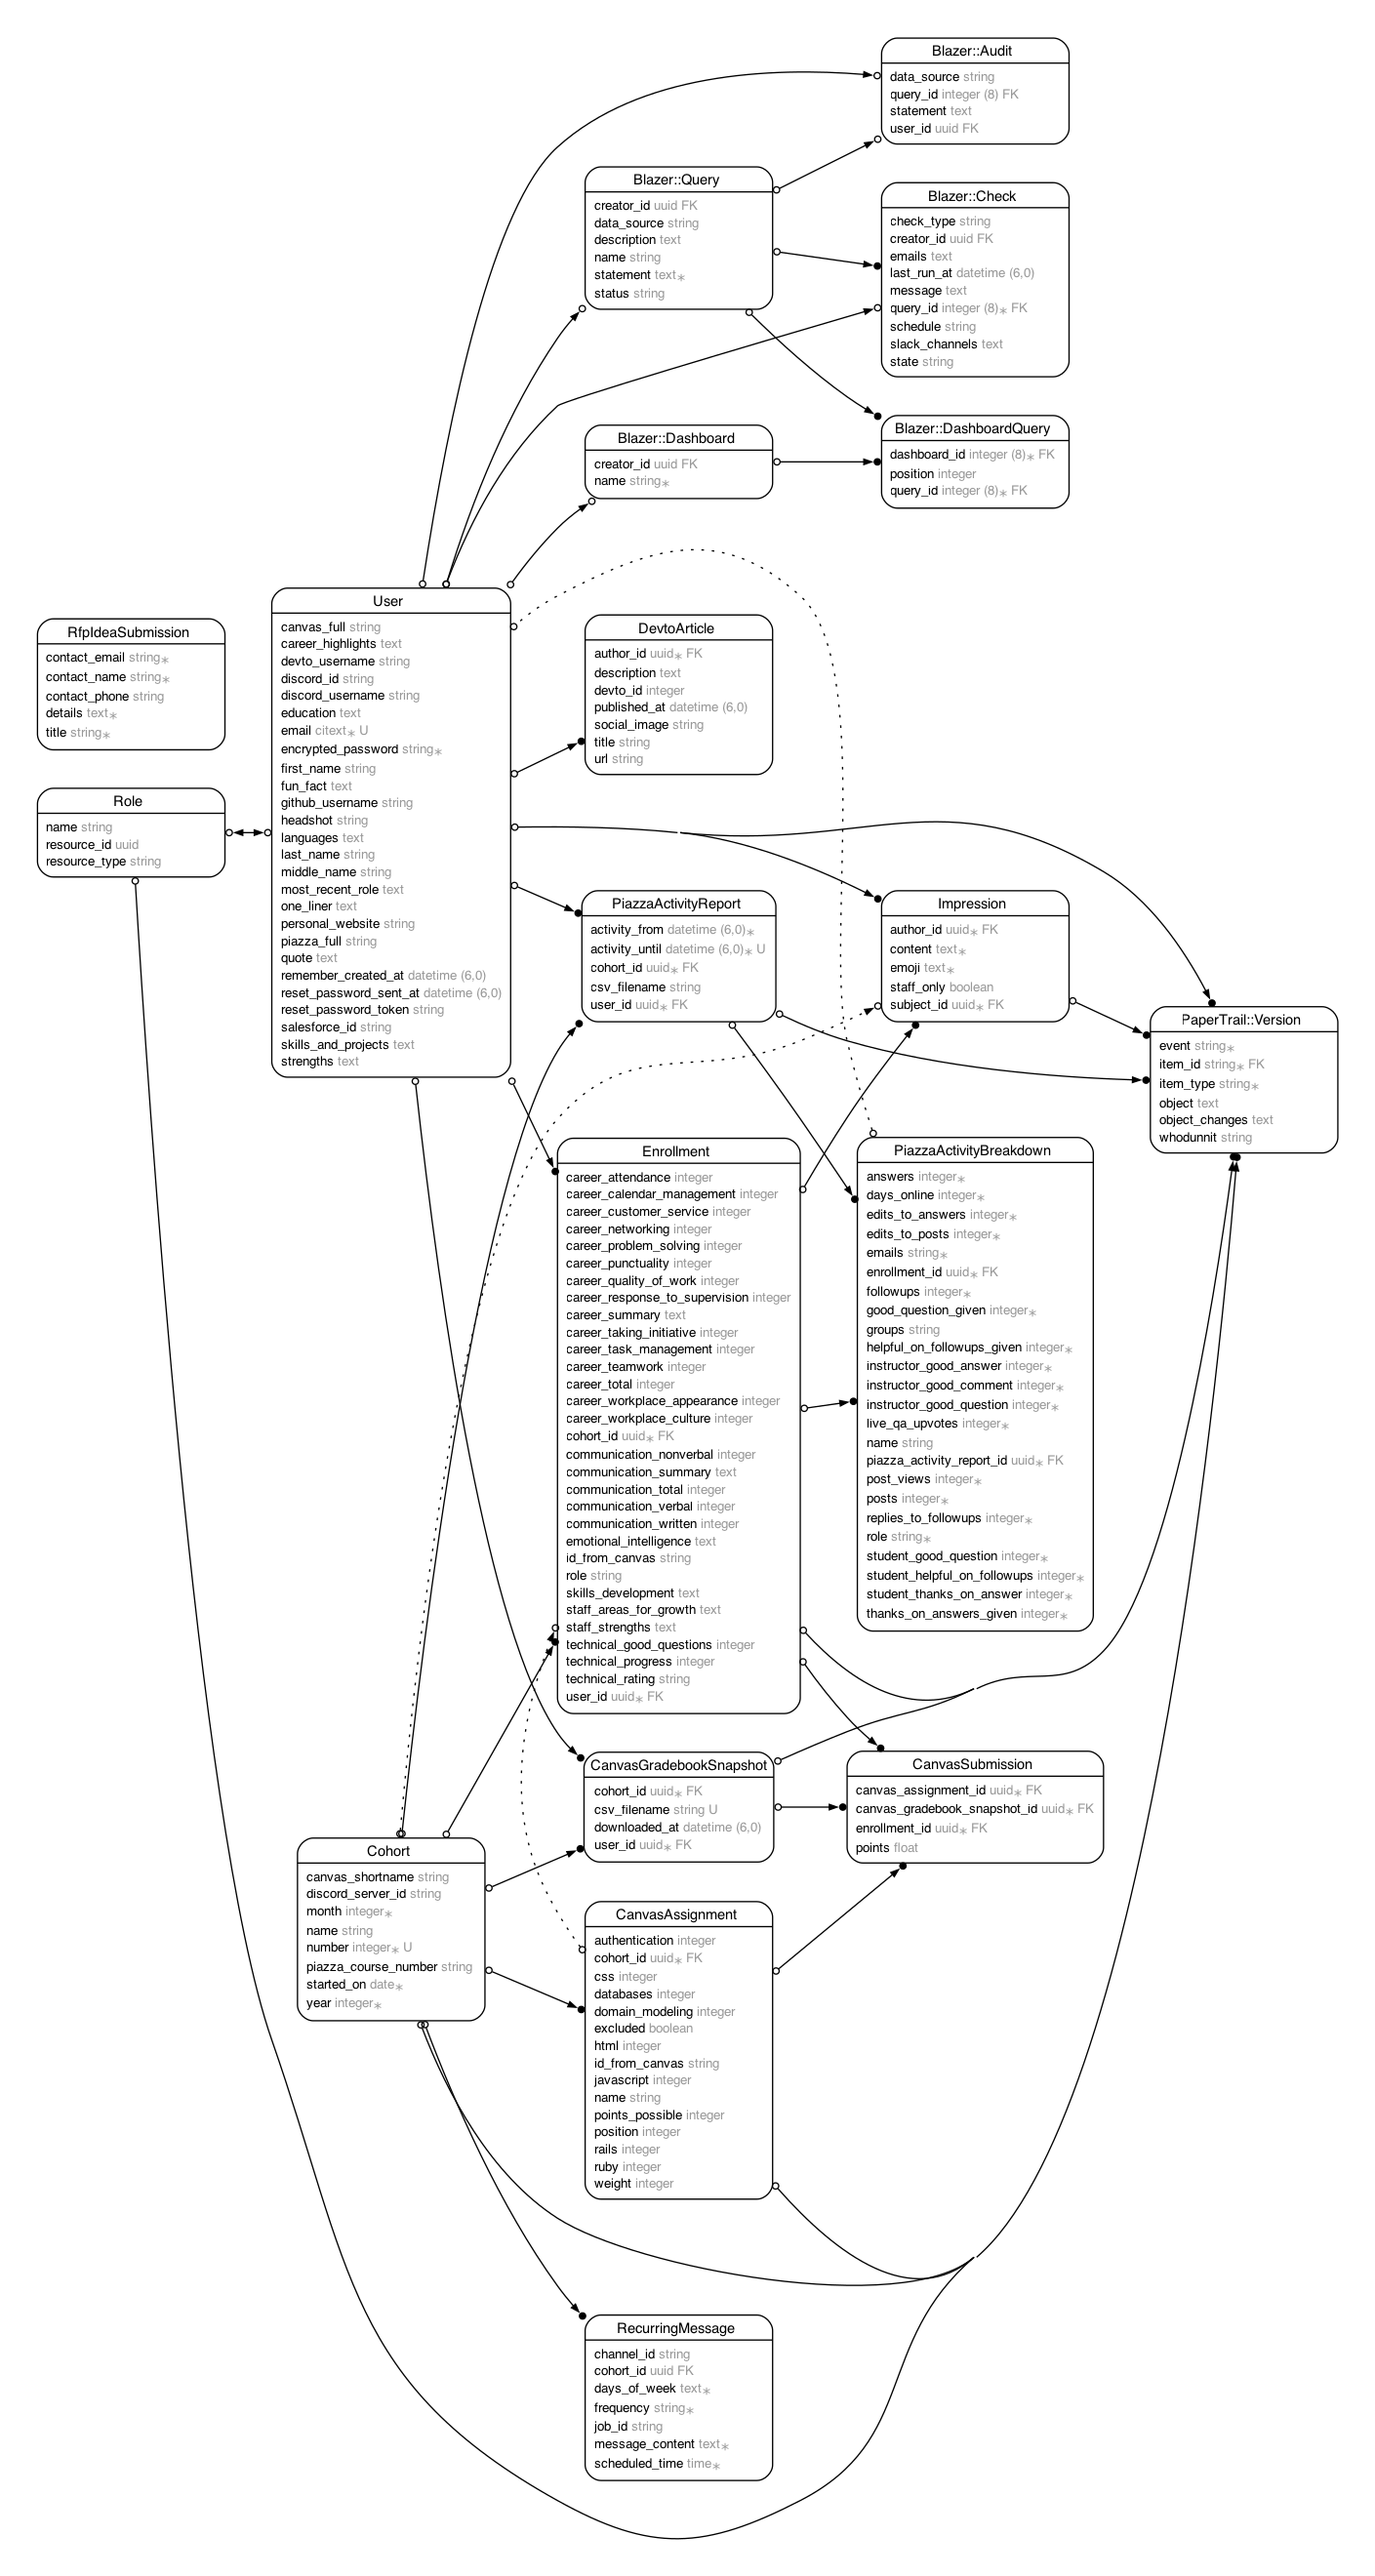 Blazer::Audit
data_source string
query_id integer (8) FK
statement text
user_id uuid FK
Blazer::Query
creator_id uuid FK
data_source string
description text
name string
statement text*
status string
Blazer::Check
check_type string
creator_id uuid FK
emails text
last_run_at datetime (6,0)
message text
query_id integer (8)* FK
schedule string
slack_channels text
state string
Blazer::Dashboard
creator_id uuid FK
name string*
Blazer::DashboardQuery
dashboard_id integer (8)* FK
position integer
query_id integer (8)* FK
RfpIdeaSubmission
contact_email string*
contact_name string*
contact_phone string
details text*
title string*
Role
name string
resource_id uuid
resource_type string
User
canvas_full string
career_highlights text
devto_username string
discord_id string
discord_username string
education text
email citext* U
encrypted_password string*
first_name string
fun_fact text
github_username string
headshot string
languages text
last_name string
middle_name string
most_recent_role text
one_liner text
personal_website string
piazza_full string
quote text
remember_created_at datetime (6,0)
reset_password_sent_at datetime (6,0)
reset_password_token string
salesforce_id string
skills_and_projects text
strengths text
DevtoArticle
author_id uuid* FK
description text
devto_id integer
published_at datetime (6,0)
social_image string
title string
url string
PiazzaActivityReport
activity_from datetime (6,0)*
activity_until datetime (6,0)* U
cohort_id uuid* FK
csv_filename string
user_id uuid* FK
Impression
author_id uuid* FK
content text*
emoji text*
staff_only boolean
subject_id uuid* FK
PaperTrail::Version
event string*
item_id string* FK
item_type string*
object text
object_changes text
whodunnit string
Enrollment
career_attendance integer
career_calendar_management integer
career_customer_service integer
career_networking integer
career_problem_solving integer
career_punctuality integer
career_quality_of_work integer
career_response_to_supervision integer
career_summary text
career_taking_initiative integer
career_task_management integer
career_teamwork integer
career_total integer
career_workplace_appearance integer
career_workplace_culture integer
cohort_id uuid* FK
communication_nonverbal integer
communication_summary text
communication_total integer
communication_verbal integer
communication_written integer
emotional_intelligence text
id_from_canvas string
role string
skills_development text
staff_areas_for_growth text
staff_strengths text
technical_good_questions integer
technical_progress integer
technical_rating string
user_id uuid* FK
PiazzaActivityBreakdown
answers integer*
days_online integer*
edits_to_answers integer*
edits_to_posts integer*
emails string*
enrollment_id uuid* FK
followups integer*
good_question_given integer*
groups string
helpful_on_followups_given integer*
instructor_good_answer integer*
instructor_good_comment integer*
instructor_good_question integer*
live_qa_upvotes integer*
name string
piazza_activity_report_id uuid* FK
post_views integer*
posts integer*
replies_to_followups integer*
role string*
student_good_question integer*
student_helpful_on_followups integer*
student_thanks_on_answer integer*
thanks_on_answers_given integer*
CanvasGradebookSnapshot
cohort_id uuid* FK
csv_filename string U
downloaded_at datetime (6,0)
user_id uuid* FK
CanvasSubmission
canvas_assignment_id uuid* FK
canvas_gradebook_snapshot_id uuid* FK
enrollment_id uuid* FK
points float
Cohort
canvas_shortname string
discord_server_id string
month integer*
name string
number integer* U
piazza_course_number string
started_on date*
year integer*
CanvasAssignment
authentication integer
cohort_id uuid* FK
css integer
databases integer
domain_modeling integer
excluded boolean
html integer
id_from_canvas string
javascript integer
name string
points_possible integer
position integer
rails integer
ruby integer
weight integer
RecurringMessage
channel_id string
cohort_id uuid FK
days_of_week text*
frequency string*
job_id string
message_content text*
scheduled_time time*